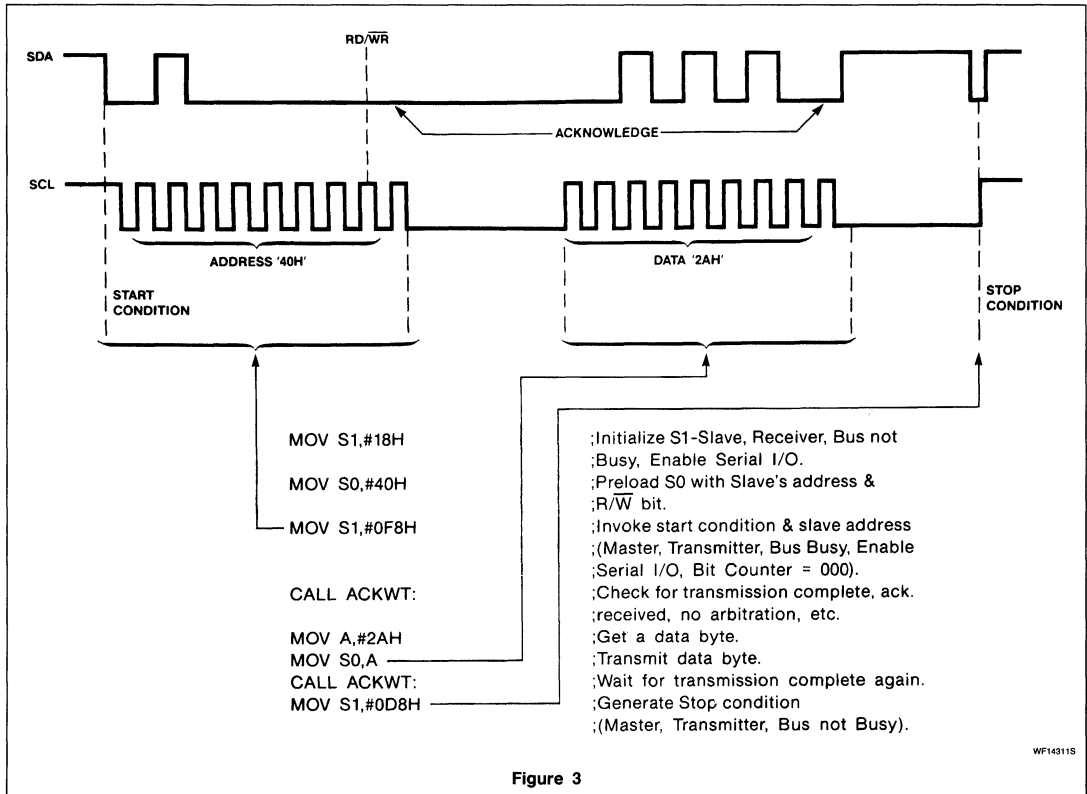 RD/WR
SDA
ACKNOWLEDGE
SCL
ADDRESS '40H'
DATA '2AH'
START
CONDITION
STOP
CONDITION
MOV S1,#18H
;Initialize S1-Slave, Receiver, Bus not
;Busy, Enable Serial I/O.
MOV S0,#40H
;Preload S0 with Slave's address &
;R/W bit.
MOV S1,#0F8H
;Invoke start condition & slave address
;(Master, Transmitter, Bus Busy, Enable
;Serial I/O, Bit Counter = 000).
CALL ACKWT:
;Check for transmission complete, ack.
;received, no arbitration, etc.
MOV A,#2AH
;Get a data byte.
MOV S0,A
;Transmit data byte.
CALL ACKWT:
;Wait for transmission complete again.
MOV S1,#0D8H
;Generate Stop condition
;(Master, Transmitter, Bus not Busy).
WF14311S
Figure 3